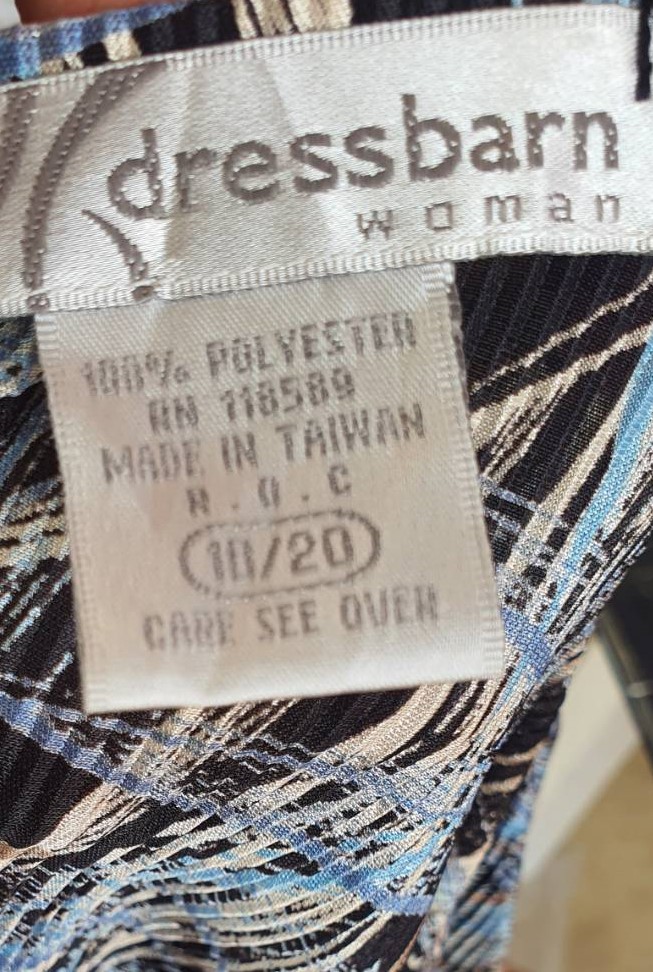 dressbarn
woman
100% POLYESTER
RN 118589
MADE IN TAIWAN
R . O . C
18/20
CARE SEE OVER